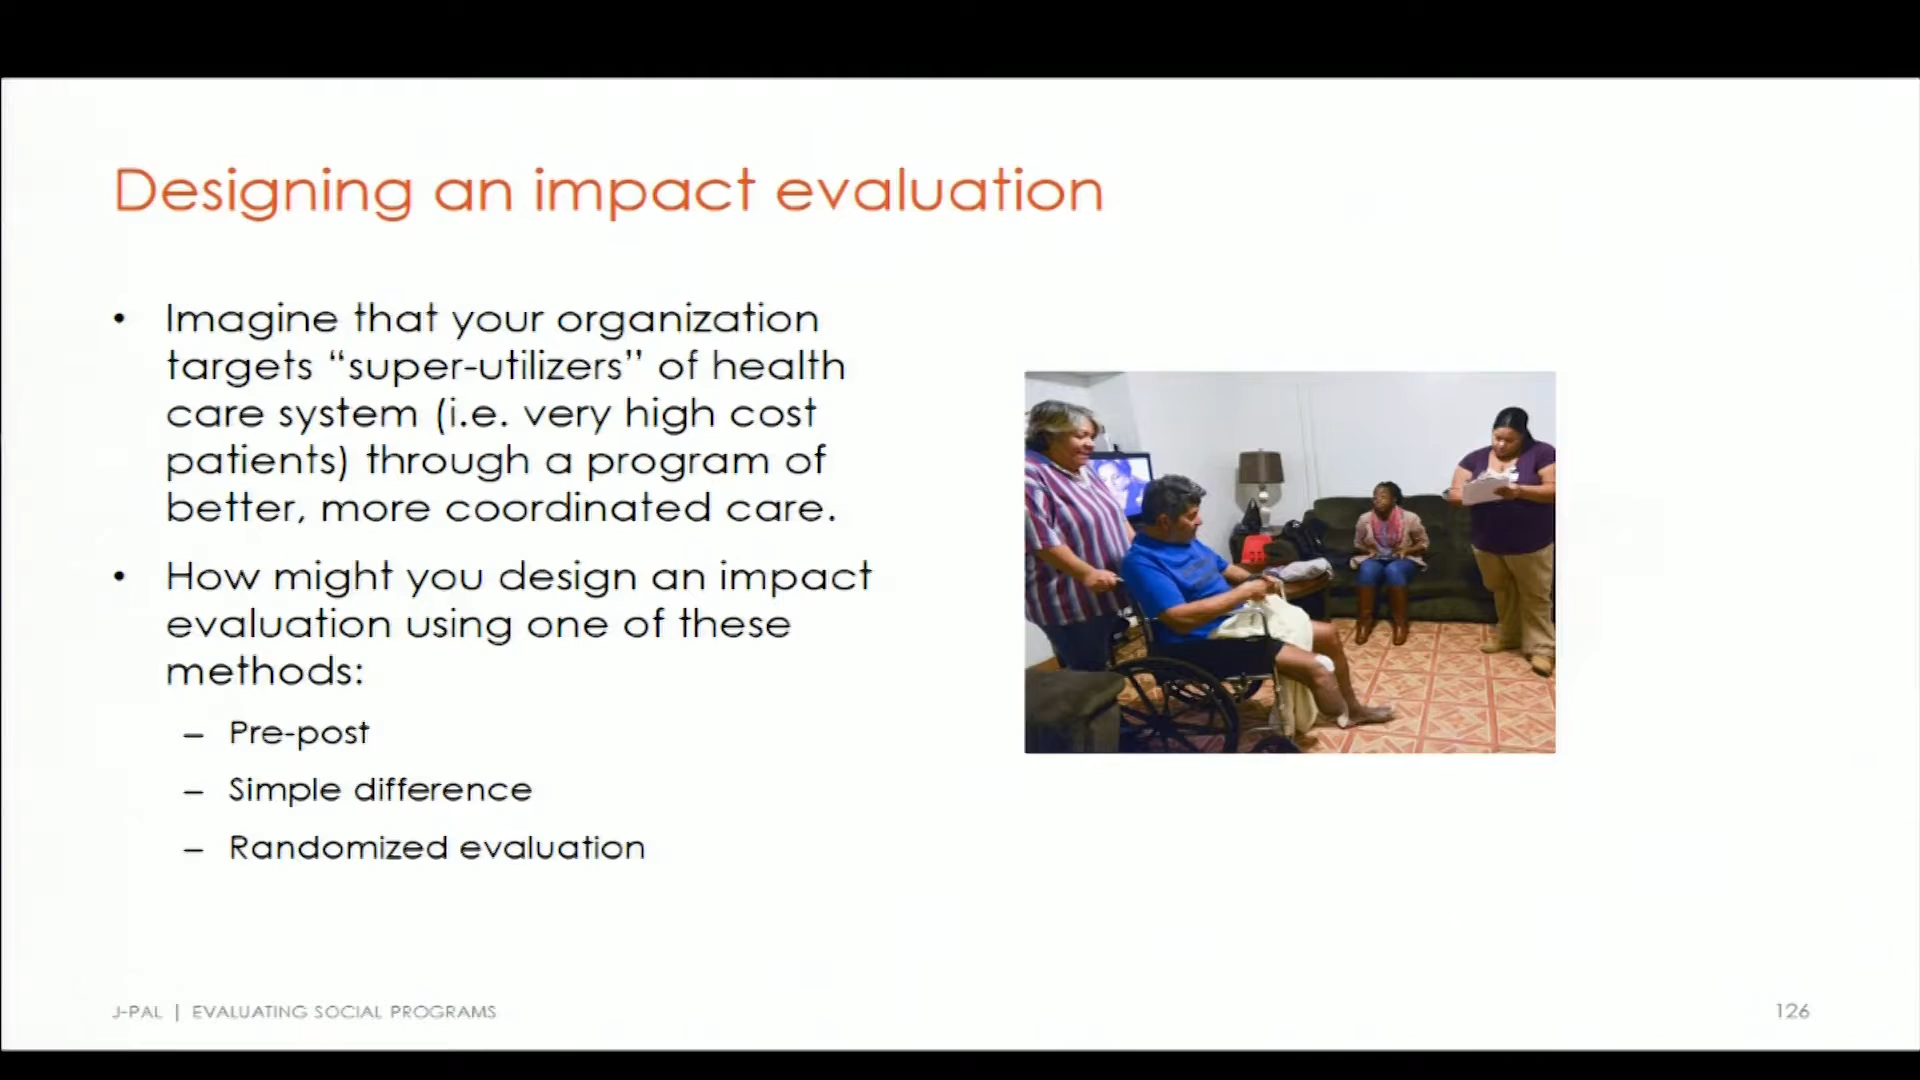 Designing an impact evaluation
• Imagine that your organization
targets “super-utilizers” of health
care system (i.e. very high cost
patients) through a program of
better, more coordinated care.
• How might you design an impact
evaluation using one of these
methods:
– Pre-post
– Simple difference
– Randomized evaluation
J-PAL | EVALUATING SOCIAL PROGRAMS
126